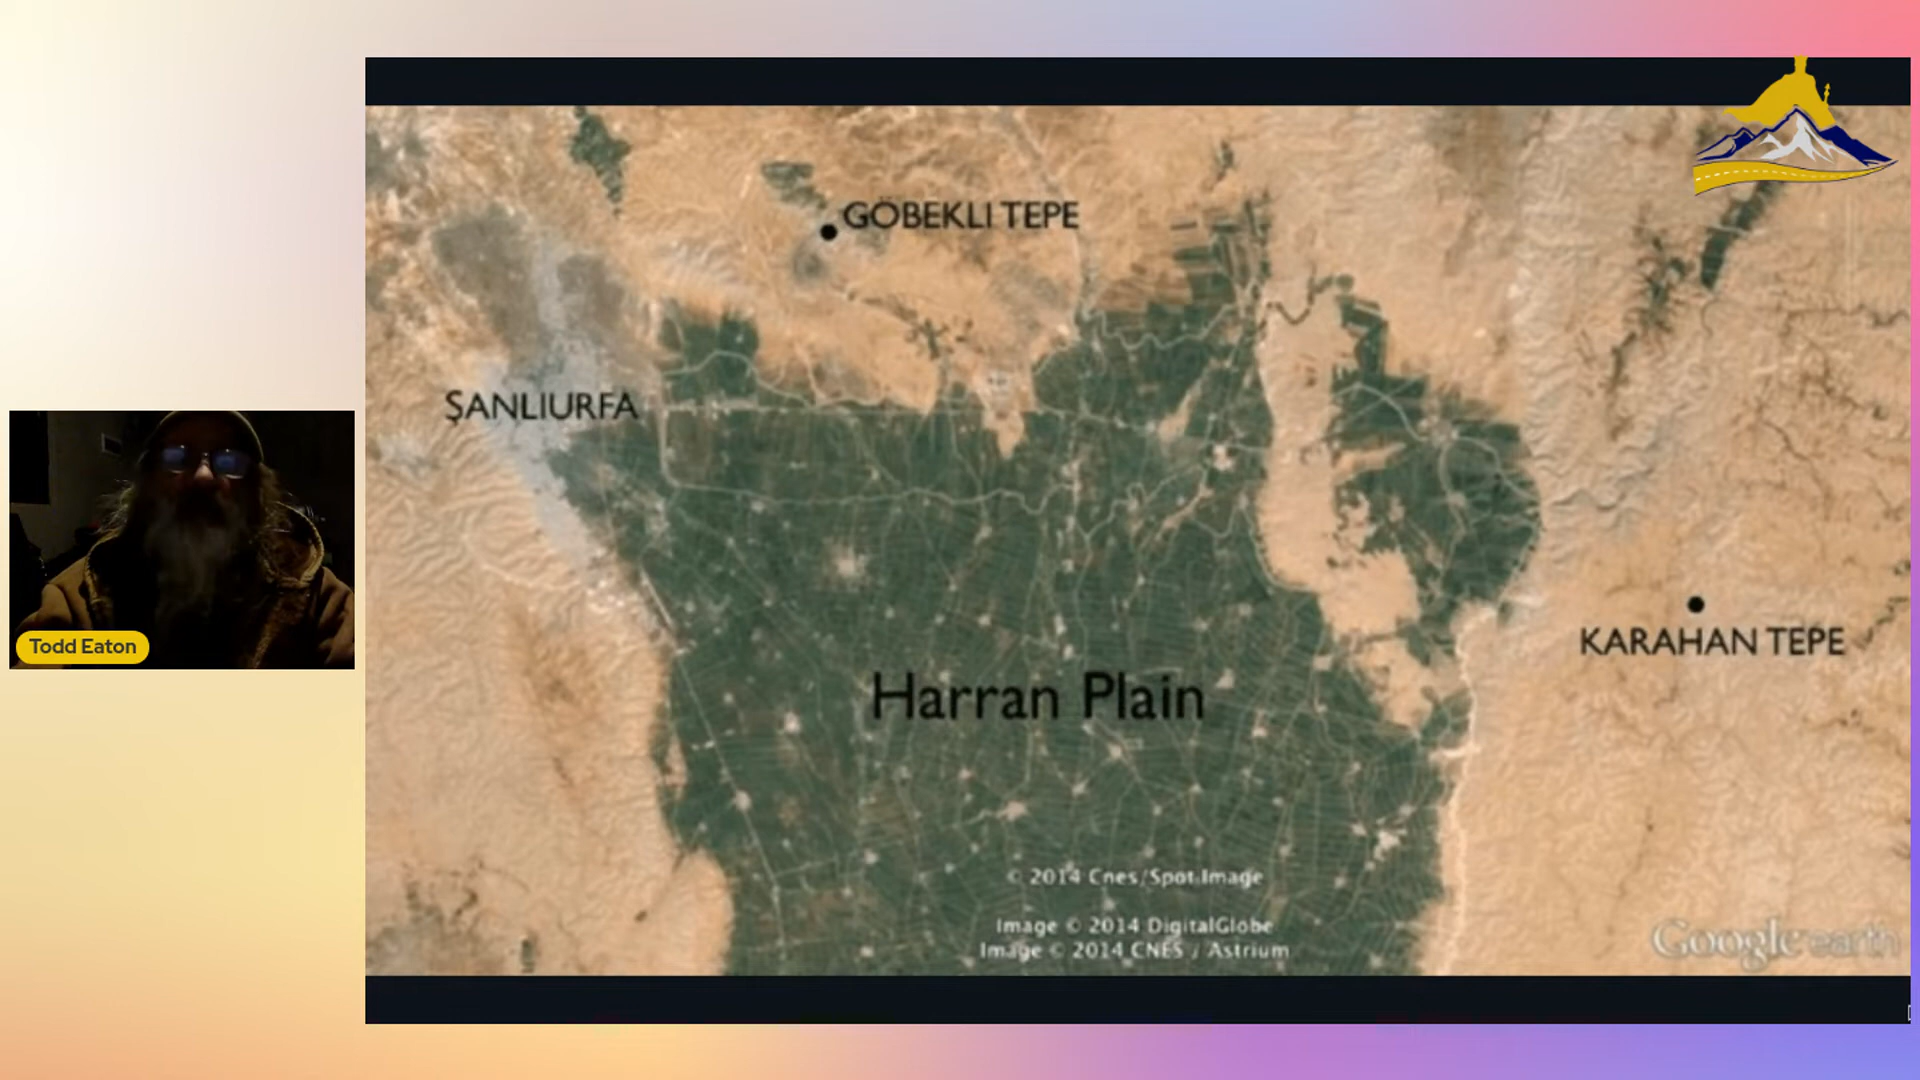 GÖBEKLI TEPE
ŞANLIURFA
Todd Eaton
KARAHAN TEPE
Harran Plain
© 2014 Cnes/Spot Image
Image © 2014 DigitalGlobe
Image © 2014 CNES / Astrium
Google earth